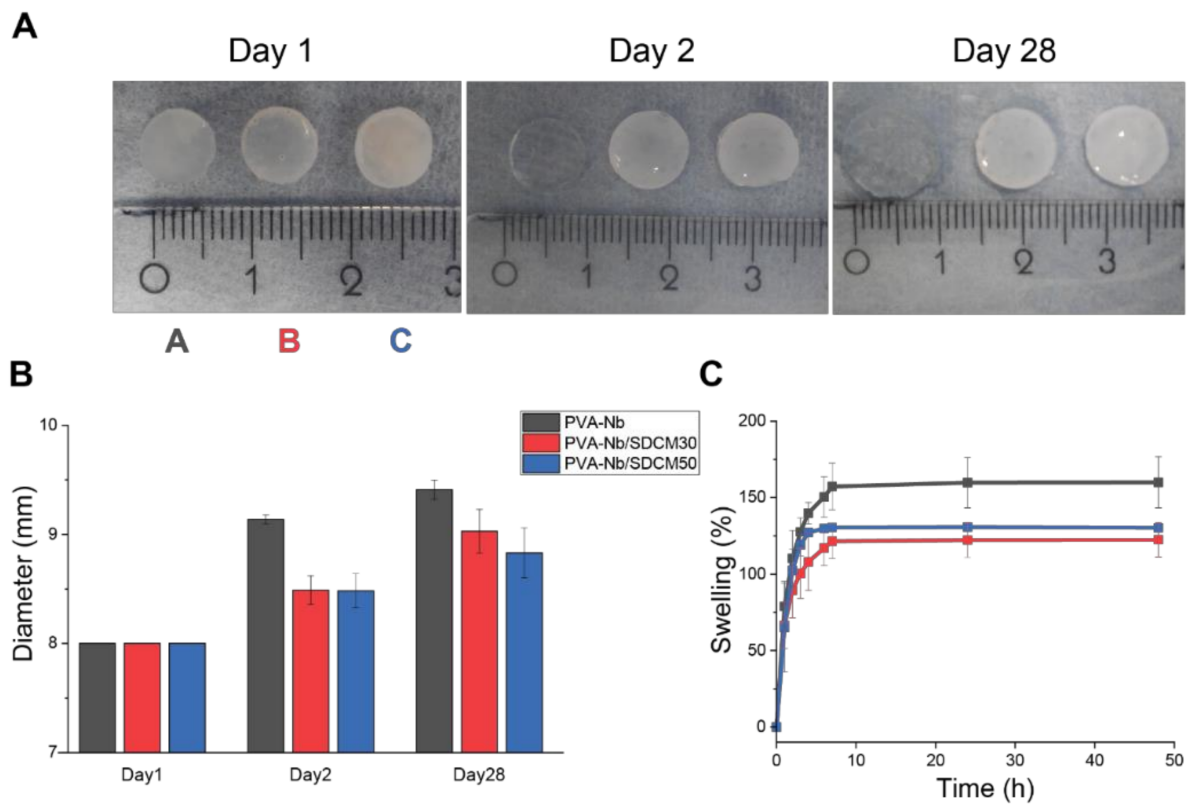 A
Day 1
Day 2
Day 28
0 1 2 3
0 1 2 3
0 1 2 3
A B C
B
C
PVA-Nb
PVA-Nb/SDCM30
PVA-Nb/SDCM50
10
9
8
7
Diameter (mm)
Day1
Day2
Day28
200
150
100
50
0
Swelling (%)
0 10 20 30 40 50
Time (h)